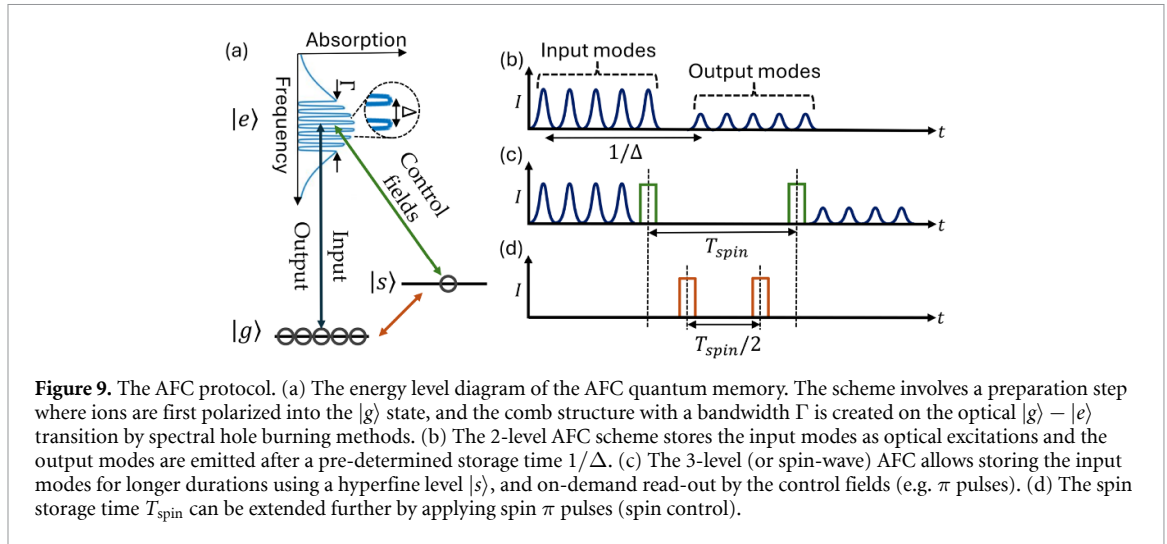 (a)
Absorption
Frequency
Γ
Δ
|e⟩
Control
fields
Input
Output
|s⟩
|g⟩
(b)
Input modes
Output modes
I
t
1/Δ
(c)
I
t
T_spin
(d)
I
t
T_spin/2
Figure 9. The AFC protocol. (a) The energy level diagram of the AFC quantum memory. The scheme involves a preparation step
where ions are first polarized into the |g⟩ state, and the comb structure with a bandwidth Γ is created on the optical |g⟩ − |e⟩
transition by spectral hole burning methods. (b) The 2-level AFC scheme stores the input modes as optical excitations and the
output modes are emitted after a pre-determined storage time 1/Δ. (c) The 3-level (or spin-wave) AFC allows storing the input
modes for longer durations using a hyperfine level |s⟩, and on-demand read-out by the control fields (e.g. π pulses). (d) The spin
storage time T_spin can be extended further by applying spin π pulses (spin control).